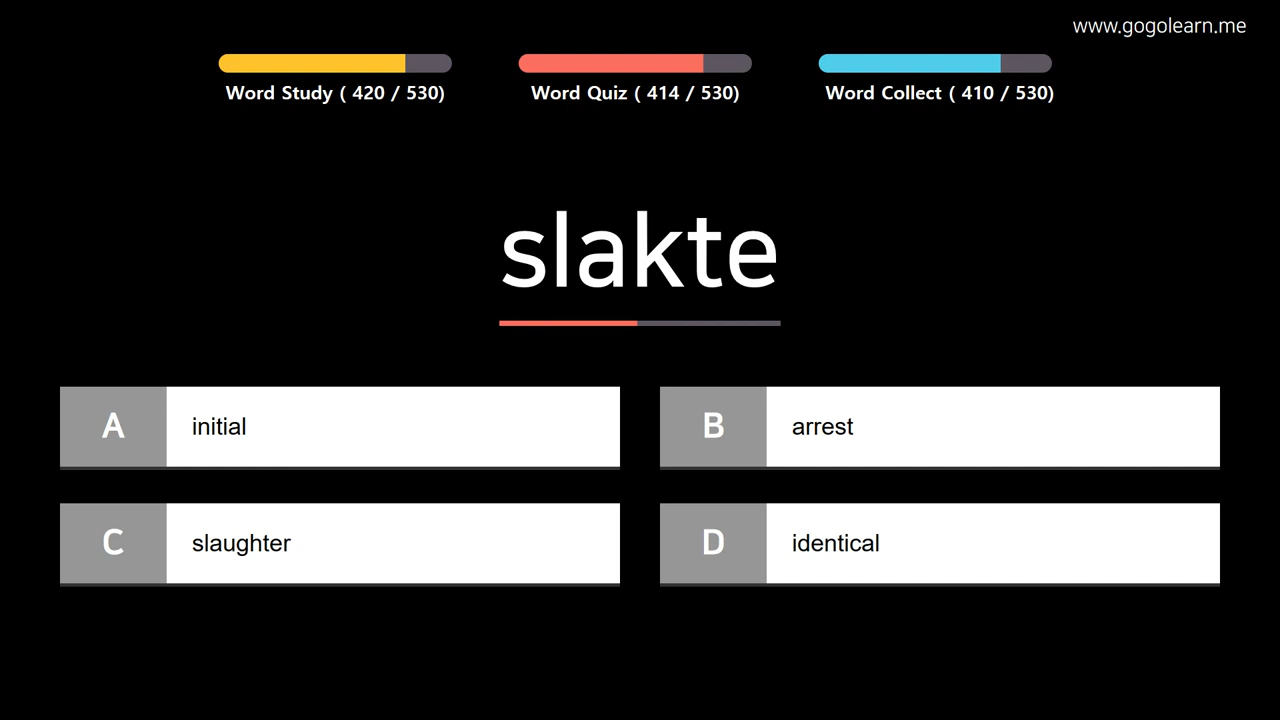 www.gogolearn.me
Word Study ( 420 / 530)
Word Quiz ( 414 / 530)
Word Collect ( 410 / 530)
slakte
A initial
B arrest
C slaughter
D identical